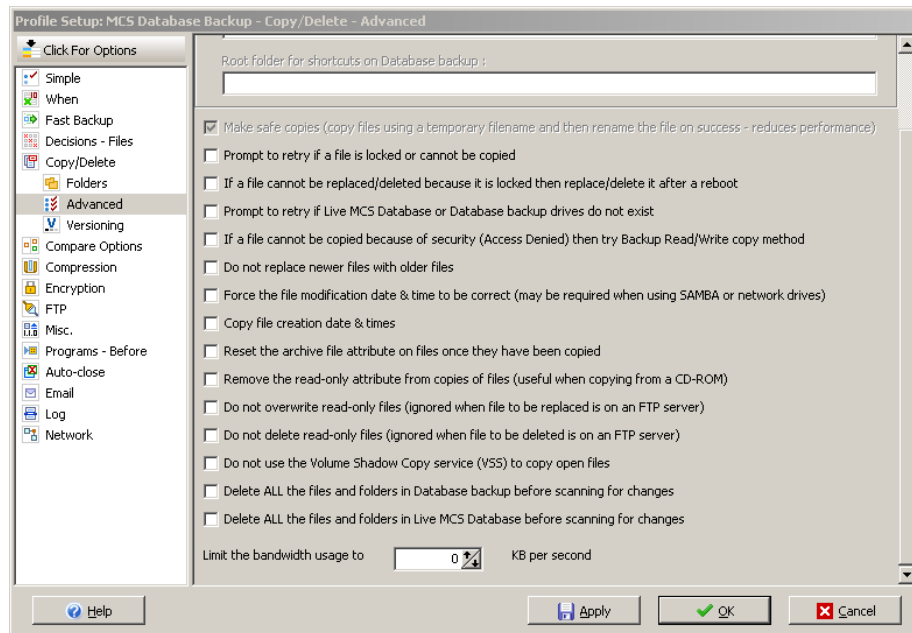 Profile Setup: MCS Database Backup - Copy/Delete - Advanced
Click For Options
Simple
When
Fast Backup
Decisions - Files
Copy/Delete
Folders
Advanced
Versioning
Compare Options
Compression
Encryption
FTP
Misc.
Programs - Before
Auto-close
Email
Log
Network
Root folder for shortcuts on Database backup :
Make safe copies (copy files using a temporary filename and then rename the file on success - reduces performance)
Prompt to retry if a file is locked or cannot be copied
If a file cannot be replaced/deleted because it is locked then replace/delete it after a reboot
Prompt to retry if Live MCS Database or Database backup drives do not exist
If a file cannot be copied because of security (Access Denied) then try Backup Read/Write copy method
Do not replace newer files with older files
Force the file modification date & time to be correct (may be required when using SAMBA or network drives)
Copy file creation date & times
Reset the archive file attribute on files once they have been copied
Remove the read-only attribute from copies of files (useful when copying from a CD-ROM)
Do not overwrite read-only files (ignored when file to be replaced is on an FTP server)
Do not delete read-only files (ignored when file to be deleted is on an FTP server)
Do not use the Volume Shadow Copy service (VSS) to copy open files
Delete ALL the files and folders in Database backup before scanning for changes
Delete ALL the files and folders in Live MCS Database before scanning for changes
Limit the bandwidth usage to 0 KB per second
Help Apply OK Cancel